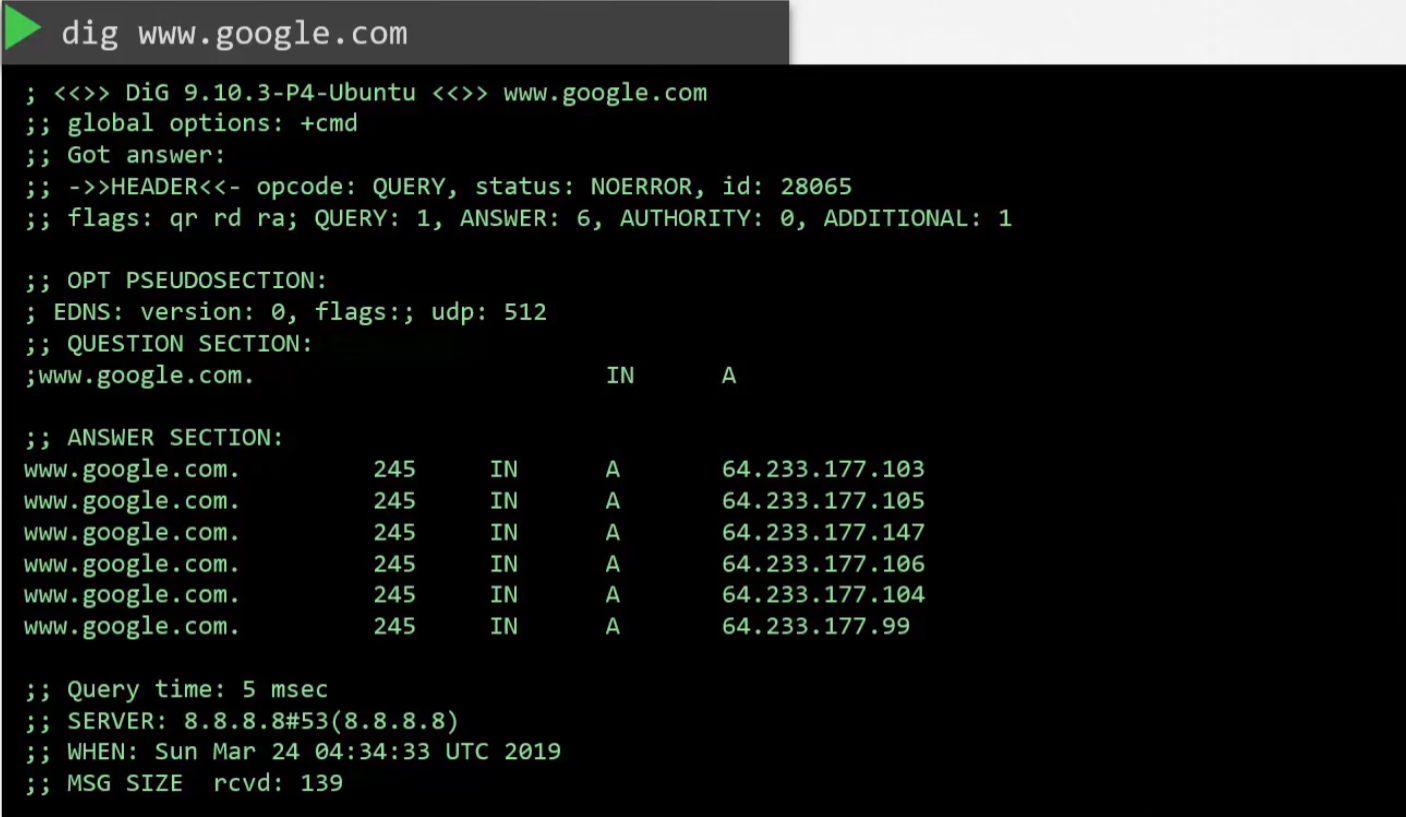 dig www.google.com
; <<>> DiG 9.10.3-P4-Ubuntu <<>> www.google.com
;; global options: +cmd
;; Got answer:
;; ->>HEADER<<- opcode: QUERY, status: NOERROR, id: 28065
;; flags: qr rd ra; QUERY: 1, ANSWER: 6, AUTHORITY: 0, ADDITIONAL: 1
;; OPT PSEUDOSECTION:
; EDNS: version: 0, flags:; udp: 512
;; QUESTION SECTION:
;www.google.com. IN A
;; ANSWER SECTION:
www.google.com. 245 IN A 64.233.177.103
www.google.com. 245 IN A 64.233.177.105
www.google.com. 245 IN A 64.233.177.147
www.google.com. 245 IN A 64.233.177.106
www.google.com. 245 IN A 64.233.177.104
www.google.com. 245 IN A 64.233.177.99
;; Query time: 5 msec
;; SERVER: 8.8.8.8#53(8.8.8.8)
;; WHEN: Sun Mar 24 04:34:33 UTC 2019
;; MSG SIZE  rcvd: 139